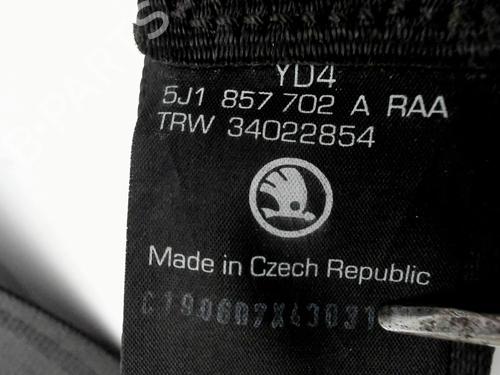 YD4
5J1 857 702 A RAA
TRW 34022854
Made in Czech Republic